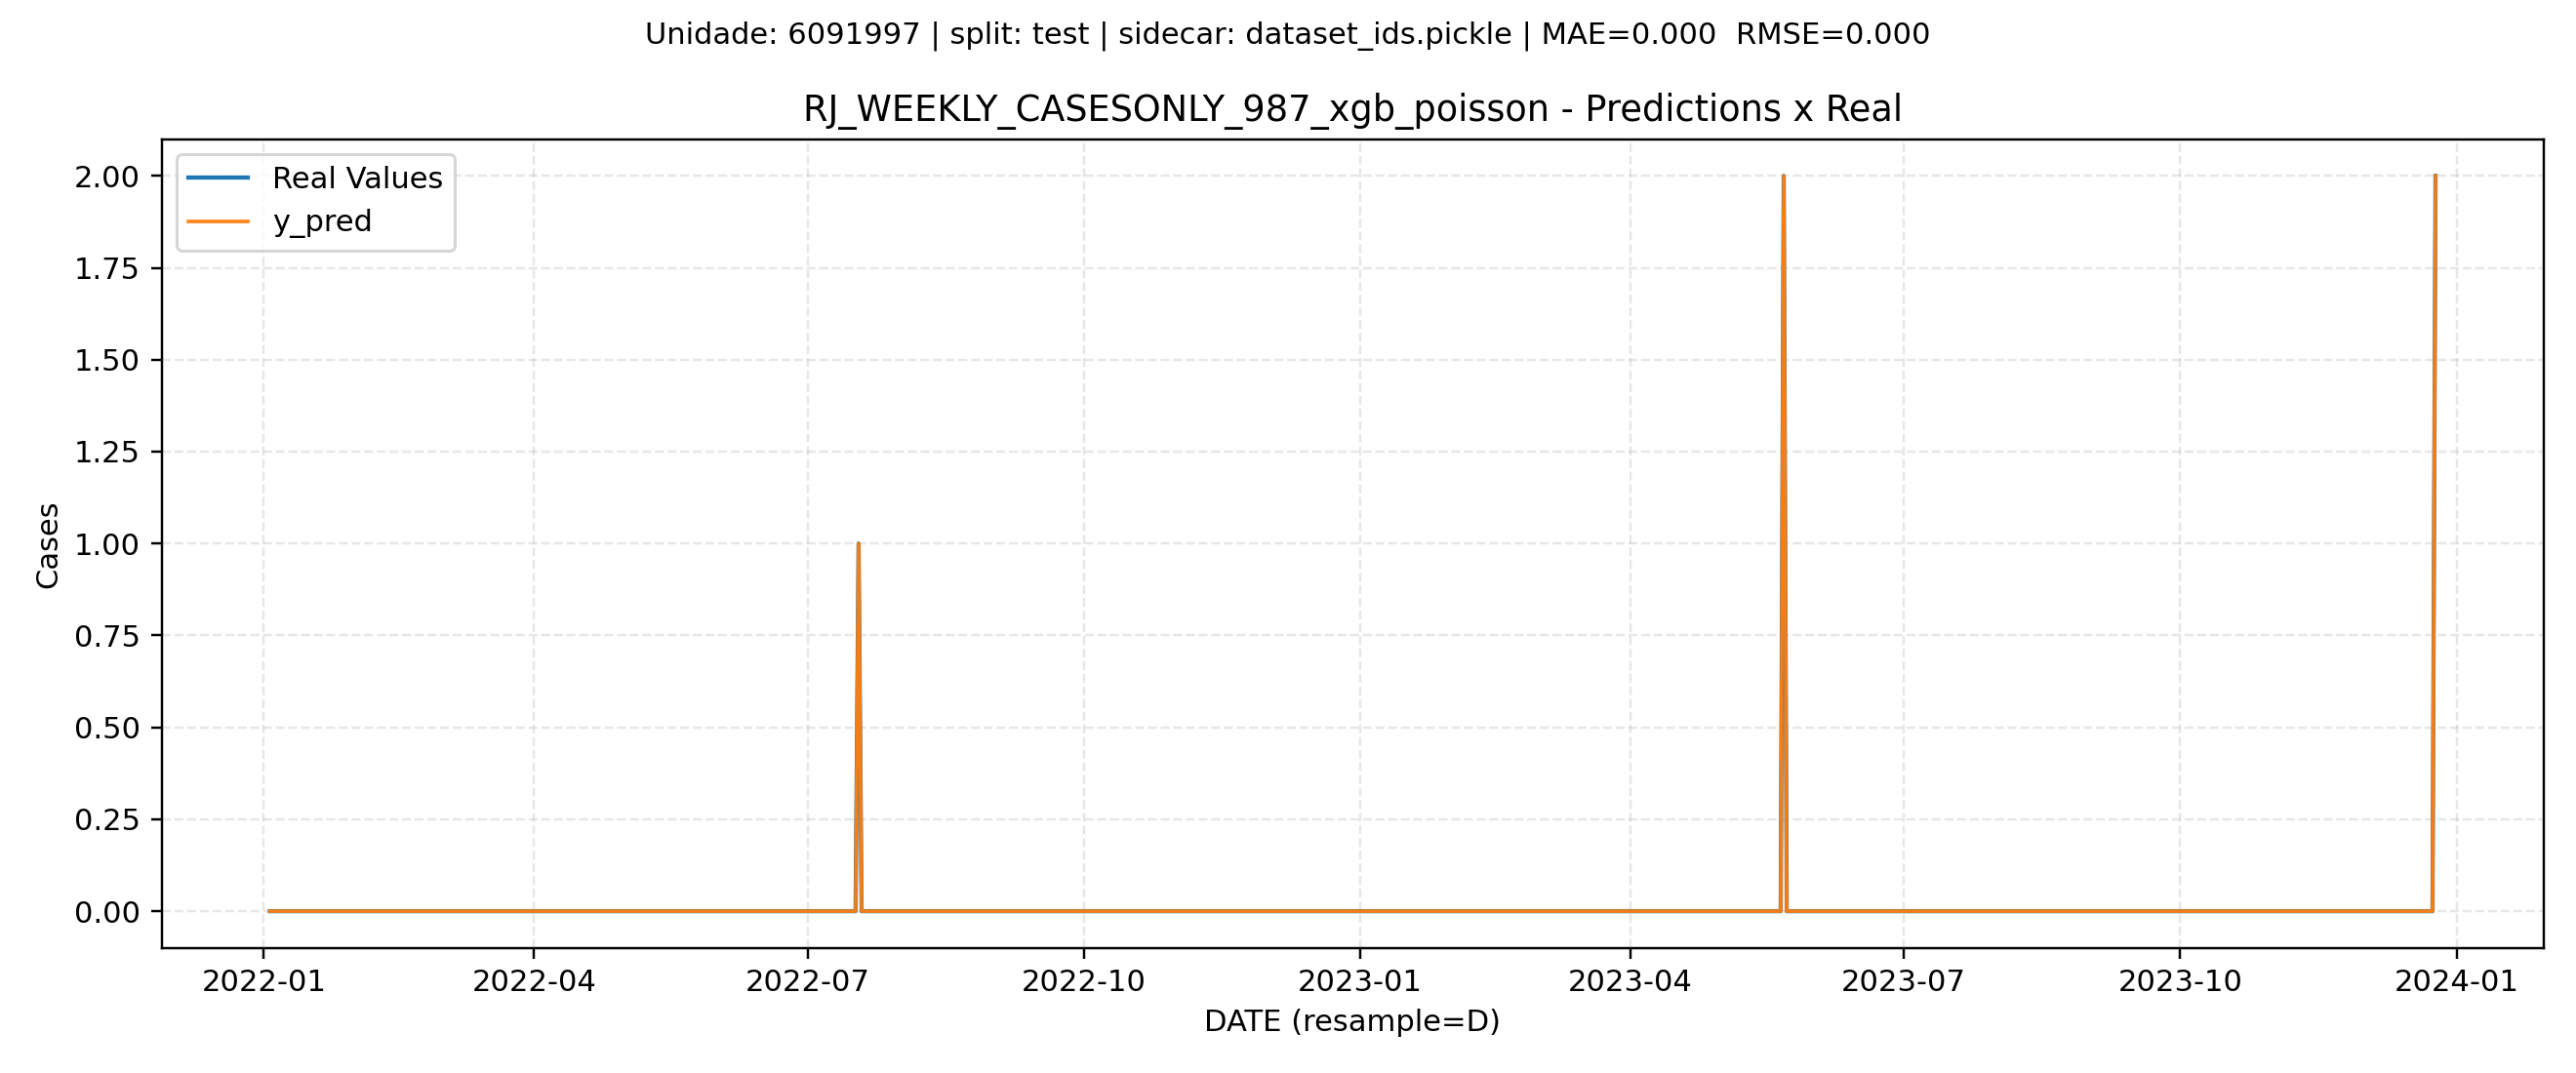 Unidade: 6091997 | split: test | sidecar: dataset_ids.pickle | MAE=0.000  RMSE=0.000
RJ_WEEKLY_CASESONLY_987_xgb_poisson - Predictions x Real
Real Values
y_pred
2.00
1.75
1.50
1.25
1.00
0.75
0.50
0.25
0.00
Cases
2022-01 2022-04 2022-07 2022-10 2023-01 2023-04 2023-07 2023-10 2024-01
DATE (resample=D)